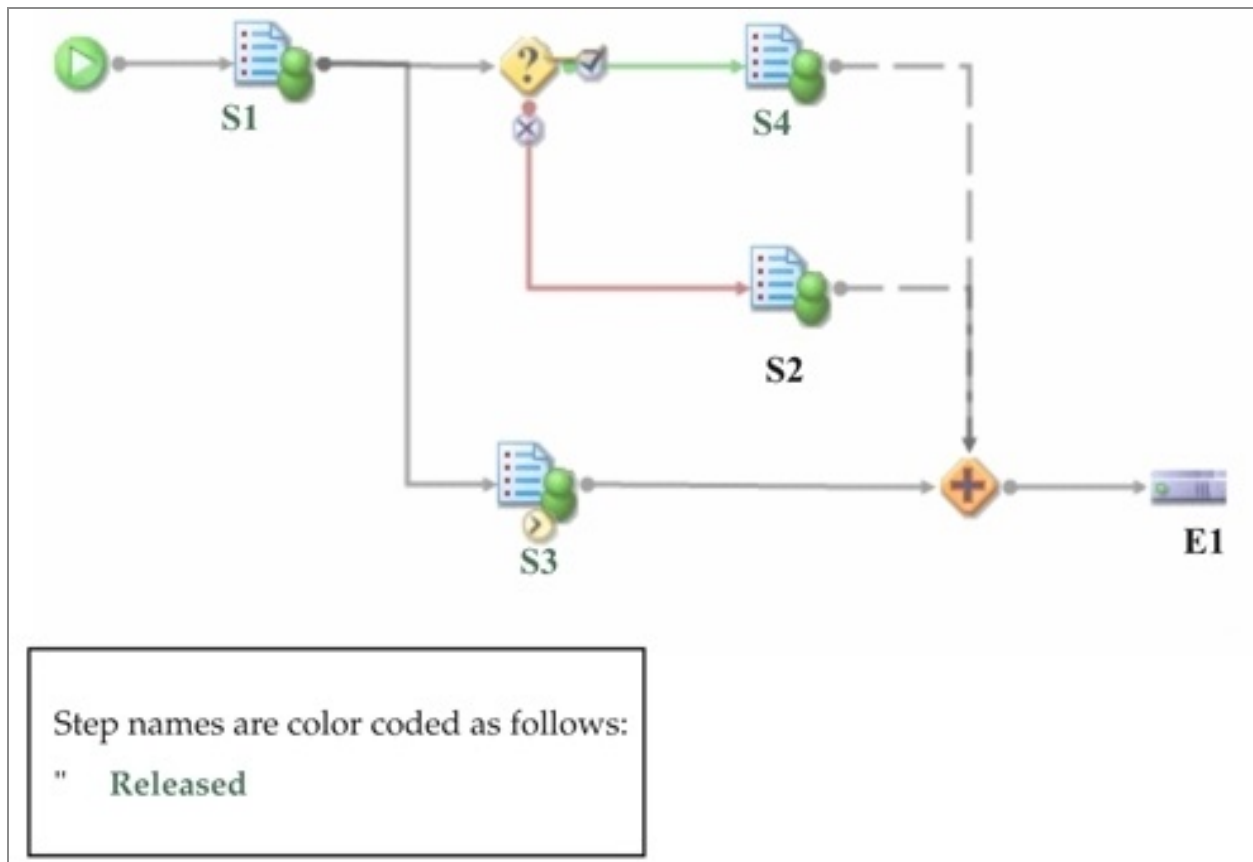 ?
S1
S4
S2
S3
E1
Step names are color coded as follows:
" Released